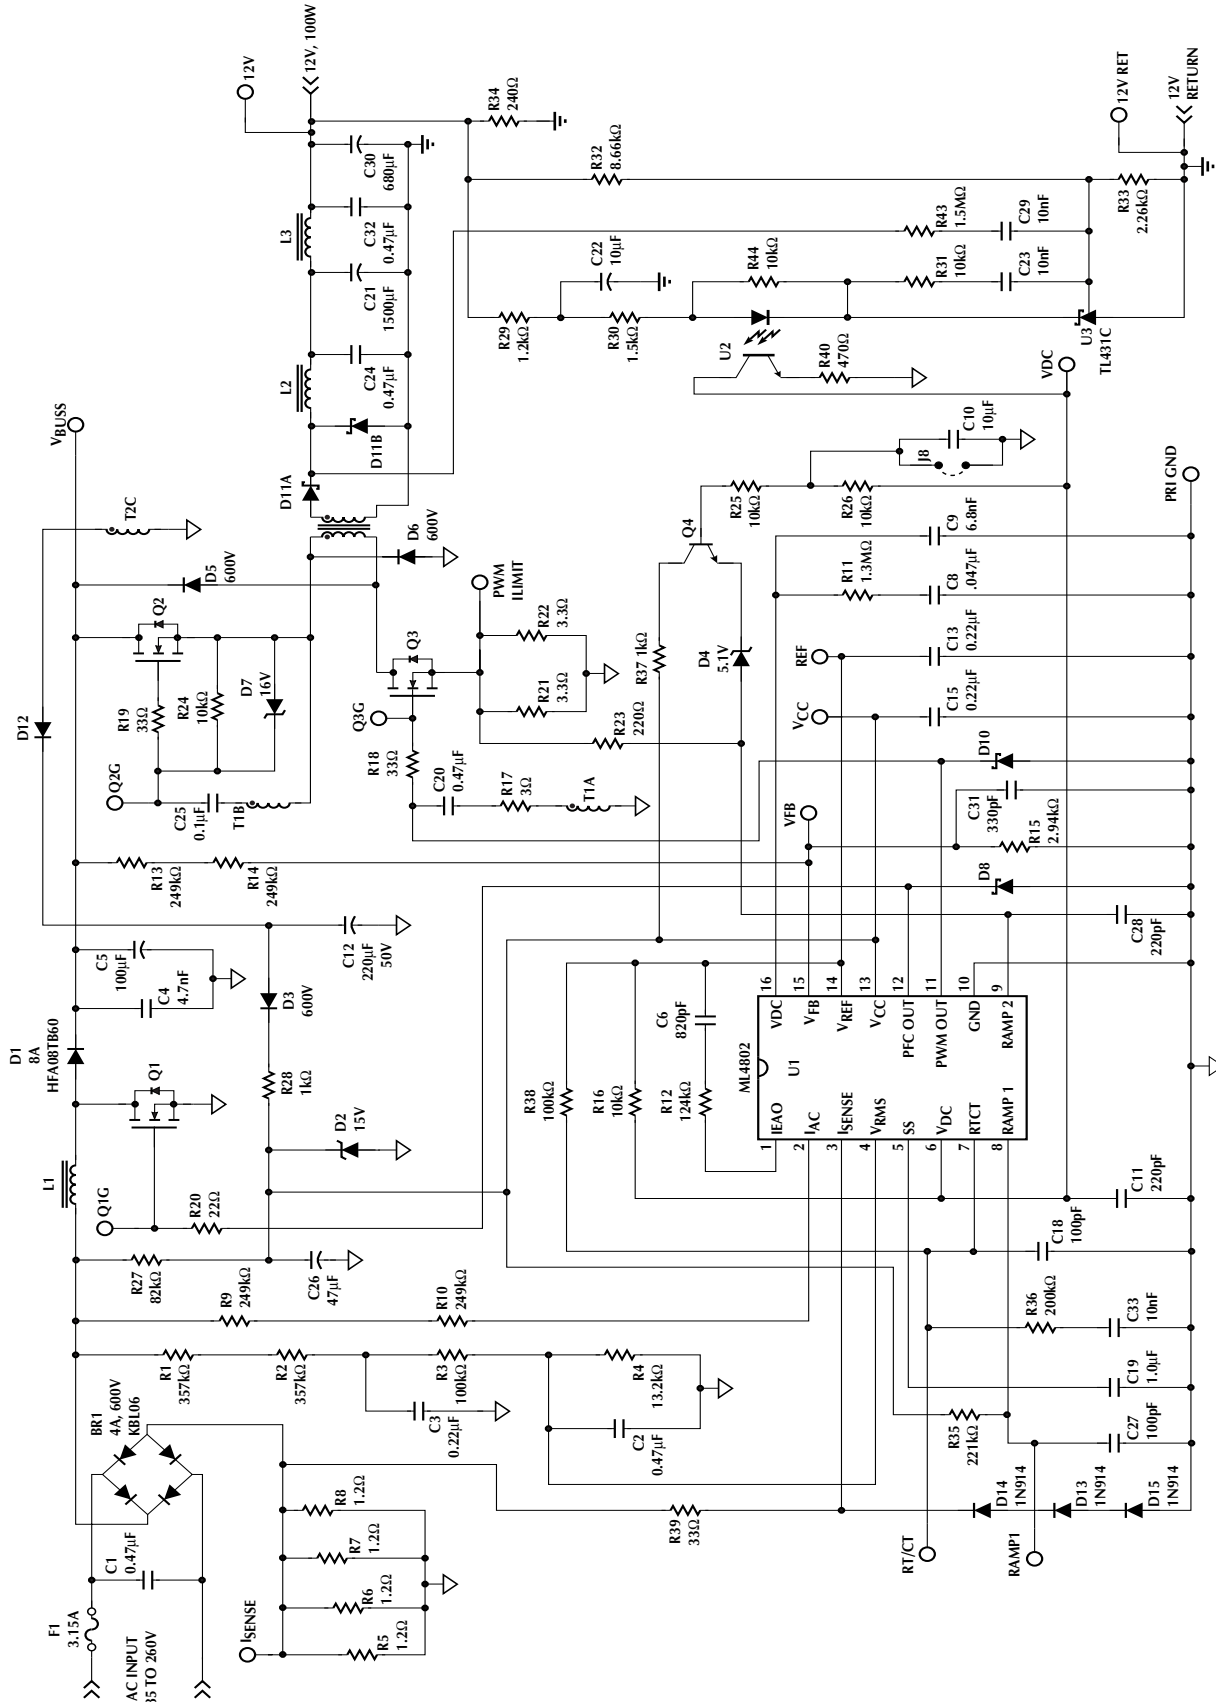 AC INPUT
85 TO 260V
F1
3.15A
C1
0.47µF
BR1
4A, 600V
KBL06
ISENSE
R5
1.2Ω
R6
1.2Ω
R7
1.2Ω
R8
1.2Ω
R1
357kΩ
R2
357kΩ
R3
100kΩ
R4
13.2kΩ
C3
0.22µF
C2
0.47µF
R9
249kΩ
R10
249kΩ
R27
82kΩ
C26
47µF
L1
Q1G
R20
22Ω
Q1
D2
15V
R28
1kΩ
D3
600V
D1
8A
HFA08TB60
C4
4.7nF
C5
100µF
C12
220µF
50V
R13
249kΩ
R14
249kΩ
D12
Q2G
C25
0.1µF
T1B
R19
33Ω
R24
10kΩ
D7
16V
Q2
D5
600V
T2C
VBUSS
R18
33Ω
C20
0.47µF
R17
3Ω
T1A
Q3G
Q3
R21
3.3Ω
R22
3.3Ω
R23
220Ω
PWM
ILIMIT
D6
600V
D11A
D11B
L2
C24
0.47µF
C21
1500µF
L3
C32
0.47µF
C30
680µF
12V
12V, 100W
R34
240Ω
R32
8.66kΩ
R29
1.2kΩ
C22
10µF
R30
1.5kΩ
R44
10kΩ
R43
1.5MΩ
R31
10kΩ
C29
10nF
C23
10nF
R33
2.26kΩ
12V RET
12V
RETURN
U2
R40
470Ω
U3
TL431C
VDC
C10
10µF
J8
R25
10kΩ
R26
10kΩ
Q4
R37 1kΩ
D4
5.1V
R11
1.3MΩ
C9
6.8nF
C8
.047µF
REF
C13
0.22µF
VCC
C15
0.22µF
D10
VFB
C31
330pF
R15
2.94kΩ
D8
C28
220pF
PRI GND
R38
100kΩ
R16
10kΩ
R12
124kΩ
C6
820pF
ML4802
U1
1
IEAO
2
IAC
3
ISENSE
4
VRMS
5
SS
6
VDC
7
RTCT
8
RAMP 1
16
VDC
15
VFB
14
VREF
13
VCC
12
PFC OUT
11
PWM OUT
10
GND
9
RAMP 2
C11
220pF
C18
100pF
R36
200kΩ
C33
10nF
C19
1.0µF
R35
221kΩ
C27
100pF
R39
33Ω
D14
1N914
D13
1N914
D15
1N914
RT/CT
RAMP1